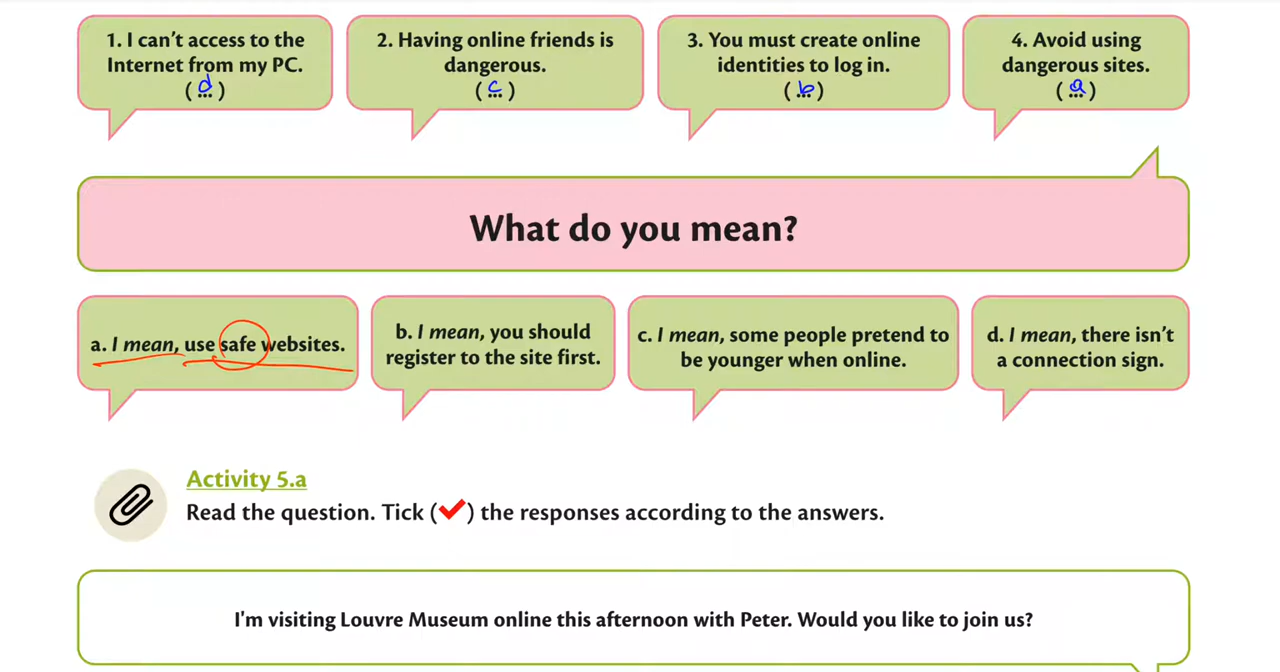 1. I can't access to the
Internet from my PC.
(d)
2. Having online friends is
dangerous.
(c)
3. You must create online
identities to log in.
(b)
4. Avoid using
dangerous sites.
(a)
What do you mean?
a. I mean, use safe websites.
b. I mean, you should
register to the site first.
c. I mean, some people pretend to
be younger when online.
d. I mean, there isn't
a connection sign.
Activity 5.a
Read the question. Tick (✔) the responses according to the answers.
I'm visiting Louvre Museum online this afternoon with Peter. Would you like to join us?